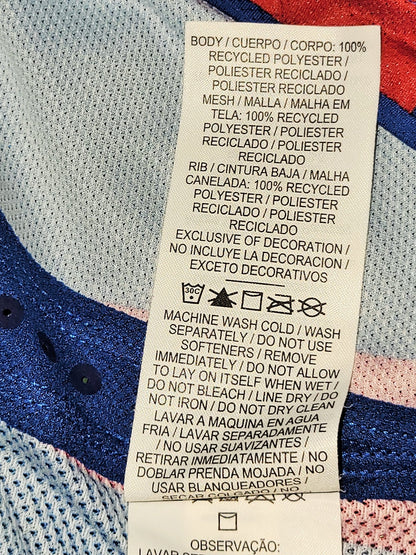 BODY / CUERPO / CORPO: 100%
RECYCLED POLYESTER /
POLIESTER RECICLADO /
POLIESTER RECICLADO
MESH / MALLA / MALHA EM
TELA: 100% RECYCLED
POLYESTER / POLIESTER
RECICLADO / POLIESTER
RECICLADO
RIB / CINTURA BAJA / MALHA
CANELADA: 100% RECYCLED
POLYESTER / POLIESTER
RECICLADO / POLIESTER
RECICLADO
EXCLUSIVE OF DECORATION /
NO INCLUYE LA DECORACION /
EXCETO DECORATIVOS
30C
MACHINE WASH COLD / WASH
SEPARATELY / DO NOT USE
SOFTENERS / REMOVE
IMMEDIATELY / DO NOT ALLOW
TO LAY ON ITSELF WHEN WET /
DO NOT BLEACH / LINE DRY / DO
NOT IRON / DO NOT DRY CLEAN
LAVAR A MAQUINA EN AGUA
FRIA / LAVAR SEPARADAMENTE
/ NO USAR SUAVIZANTES /
RETIRAR INMEDIATAMENTE / NO
DOBLAR PRENDA MOJADA / NO
USAR BLANQUEADORES /
SECAR COLGADO / NO
OBSERVAÇÃO: